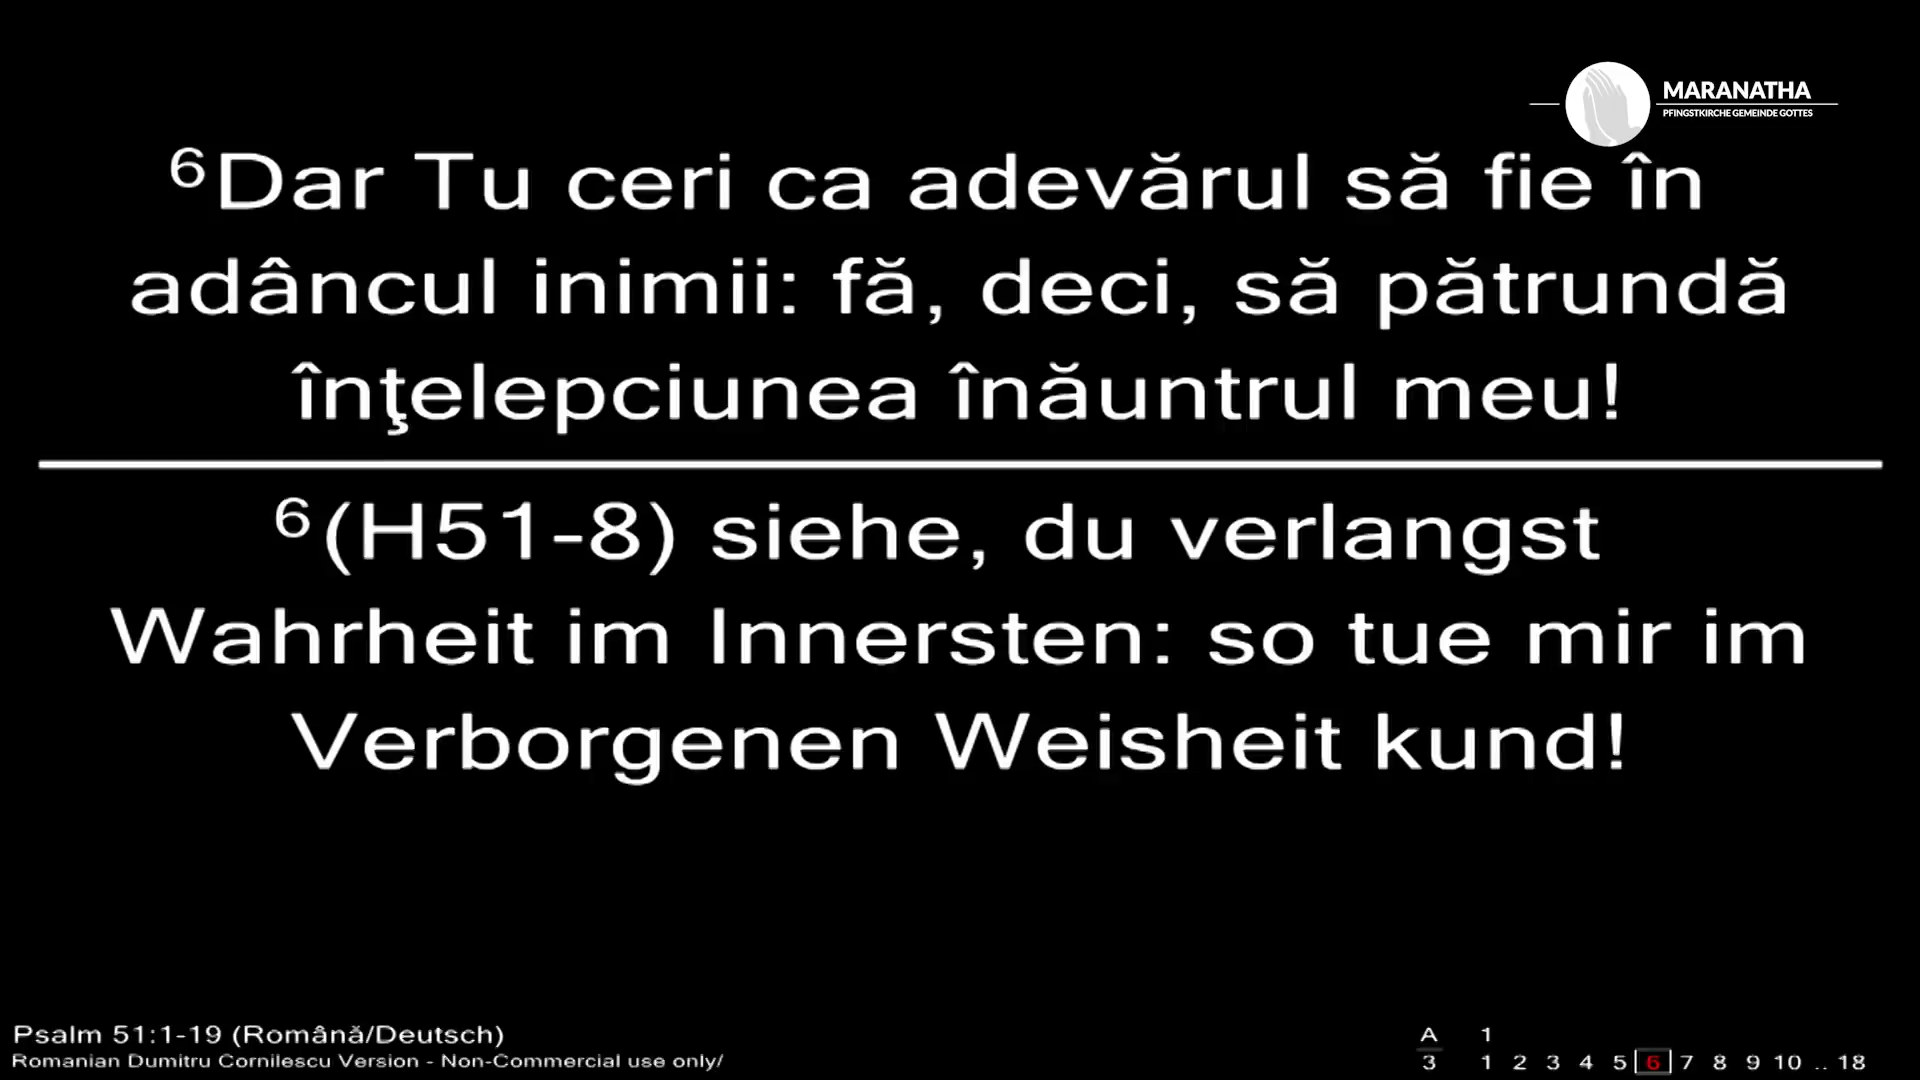 MARANATHA
PFINGSTKIRCHE GEMEINDE GOTTES
6 Dar Tu ceri ca adevărul să fie în
adâncul inimii: fă, deci, să pătrundă
înţelepciunea înăuntrul meu!
6 (H51-8) siehe, du verlangst
Wahrheit im Innersten: so tue mir im
Verborgenen Weisheit kund!
Psalm 51:1-19 (Română/Deutsch)
Romanian Dumitru Cornilescu Version - Non-Commercial use only/
A 1
3 1 2 3 4 5 6 7 8 9 10 .. 18